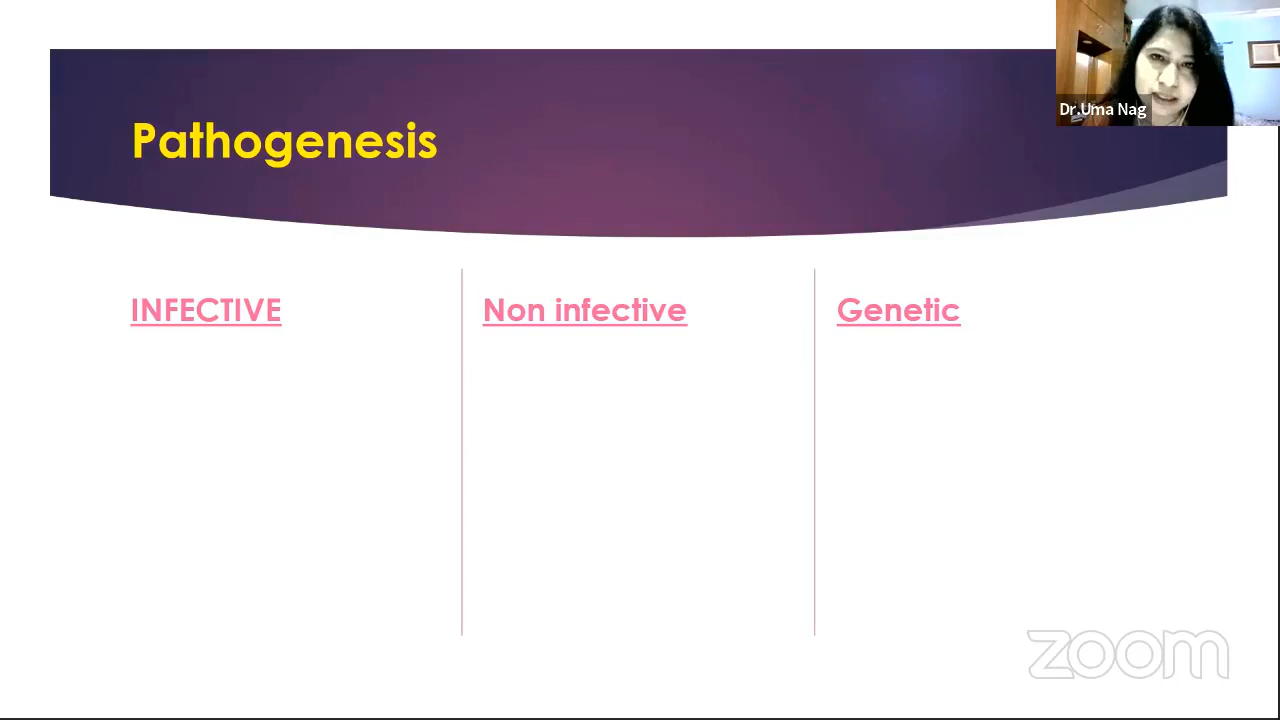 Dr.Uma Nag
Pathogenesis
INFECTIVE
Non infective
Genetic
zoom